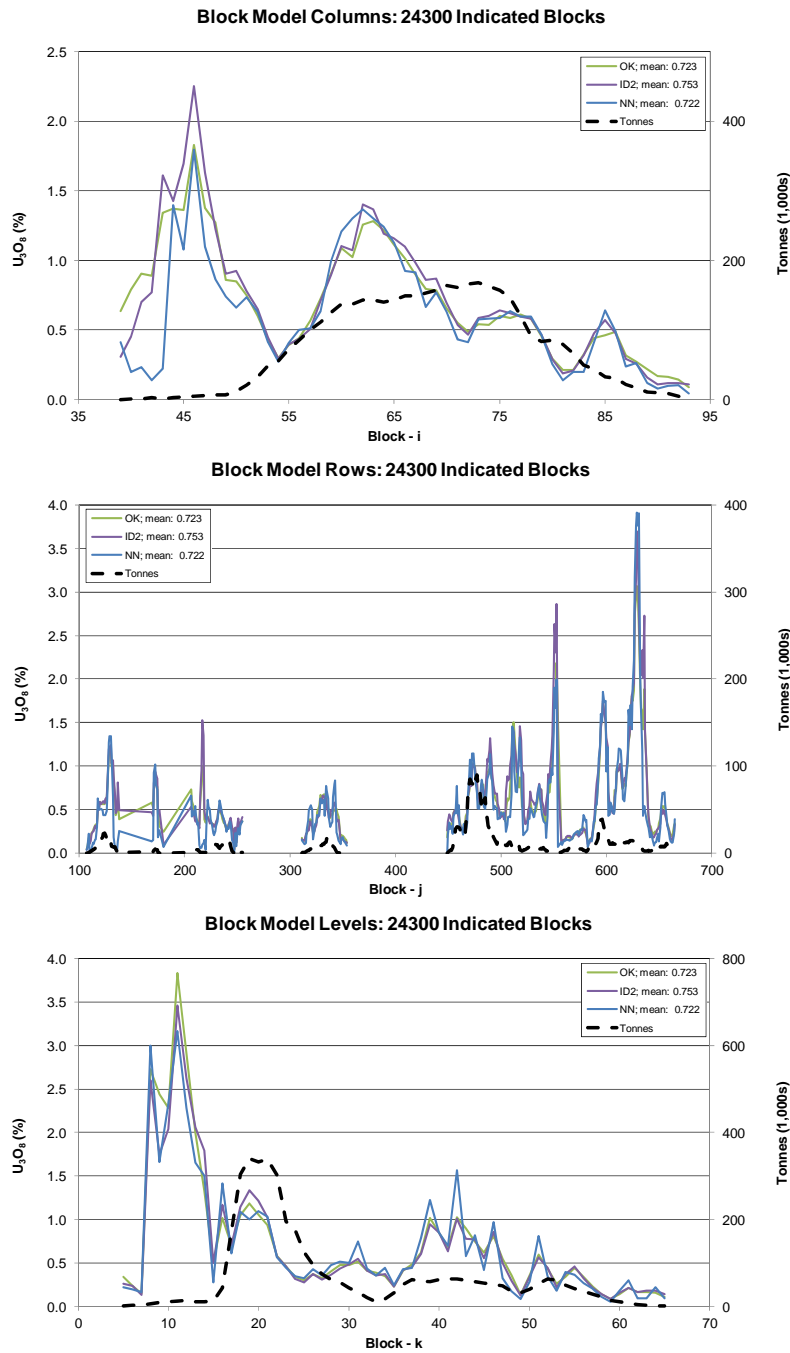 Block Model Columns: 24300 Indicated Blocks
2.5
2.0
1.5
1.0
0.5
0.0
U3O8 (%)
400
200
0
Tonnes (1,000s)
OK; mean: 0.723
ID2; mean: 0.753
NN; mean: 0.722
Tonnes
35 45 55 65 75 85 95
Block - i
Block Model Rows: 24300 Indicated Blocks
4.0
3.5
3.0
2.5
2.0
1.5
1.0
0.5
0.0
U3O8 (%)
400
300
200
100
0
Tonnes (1,000s)
OK; mean: 0.723
ID2; mean: 0.753
NN; mean: 0.722
Tonnes
100 200 300 400 500 600 700
Block - j
Block Model Levels: 24300 Indicated Blocks
4.0
3.5
3.0
2.5
2.0
1.5
1.0
0.5
0.0
U3O8 (%)
800
600
400
200
0
Tonnes (1,000s)
OK; mean: 0.723
ID2; mean: 0.753
NN; mean: 0.722
Tonnes
0 10 20 30 40 50 60 70
Block - k